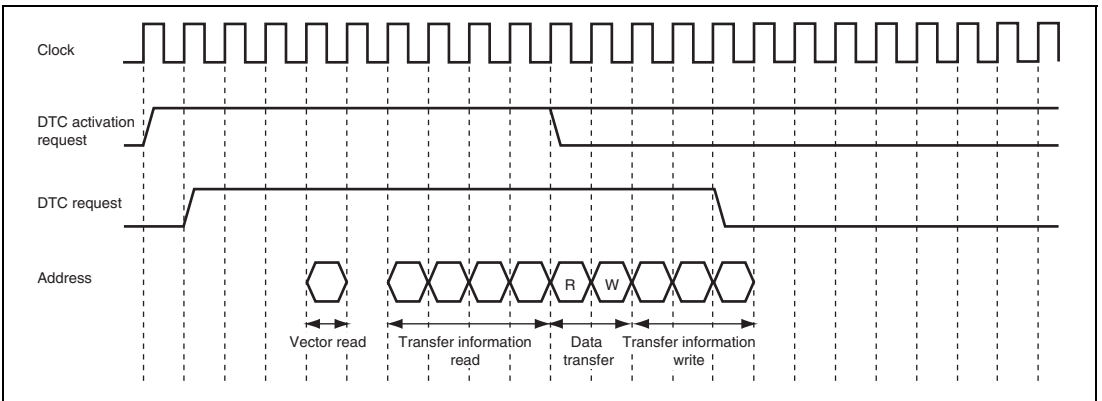 Clock
DTC activation
request
DTC request
Address
R W
Vector read
Transfer information
read
Data
transfer
Transfer information
write